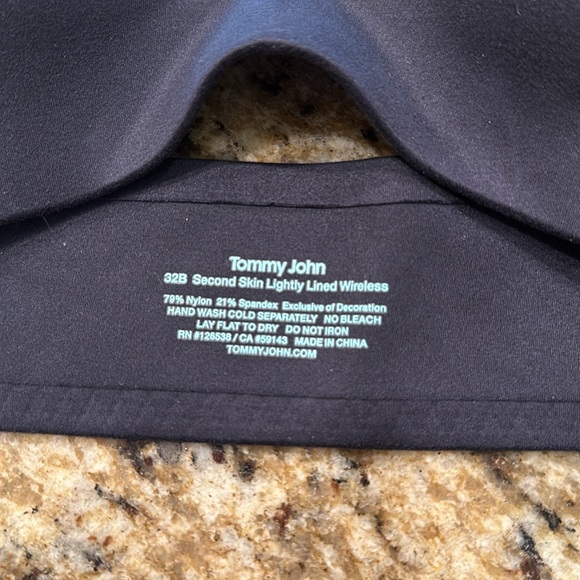 Tommy John
32B Second Skin Lightly Lined Wireless
79% Nylon 21% Spandex Exclusive of Decoration
HAND WASH COLD SEPARATELY NO BLEACH
LAY FLAT TO DRY DO NOT IRON
RN #126538 / CA #59143 MADE IN CHINA
TOMMYJOHN.COM